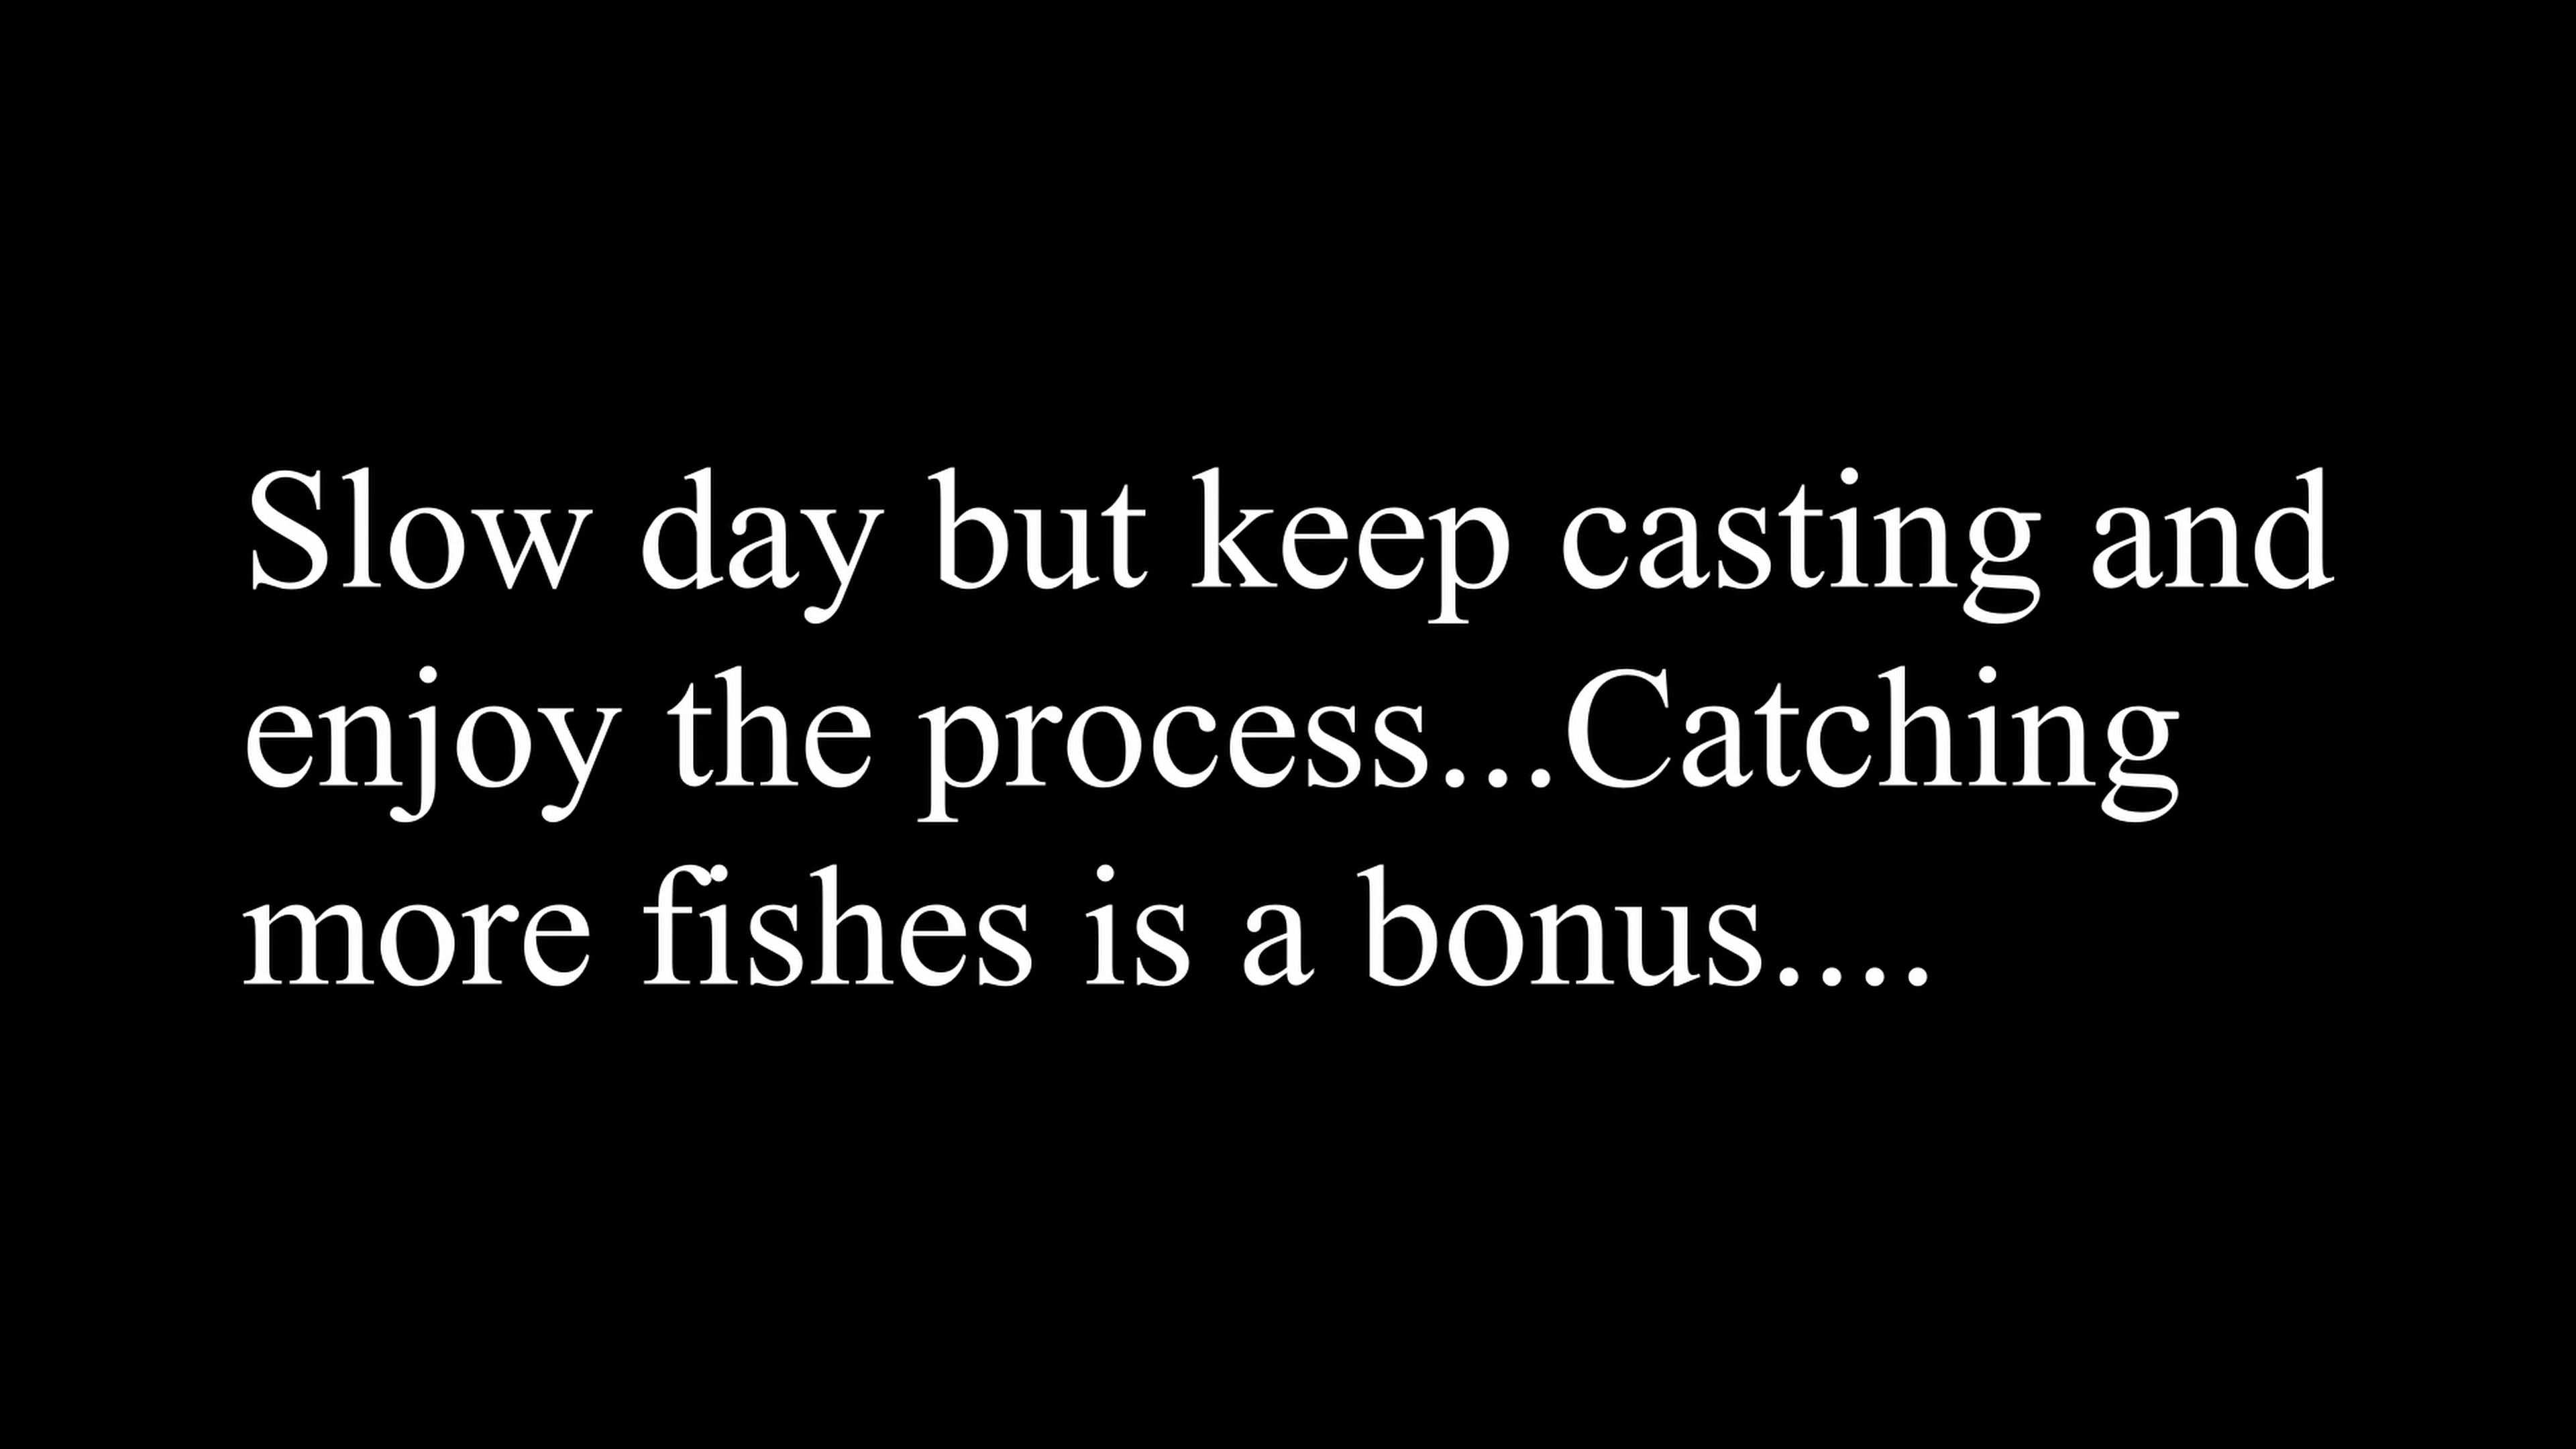 Slow day but keep casting and
enjoy the process...Catching
more fishes is a bonus....